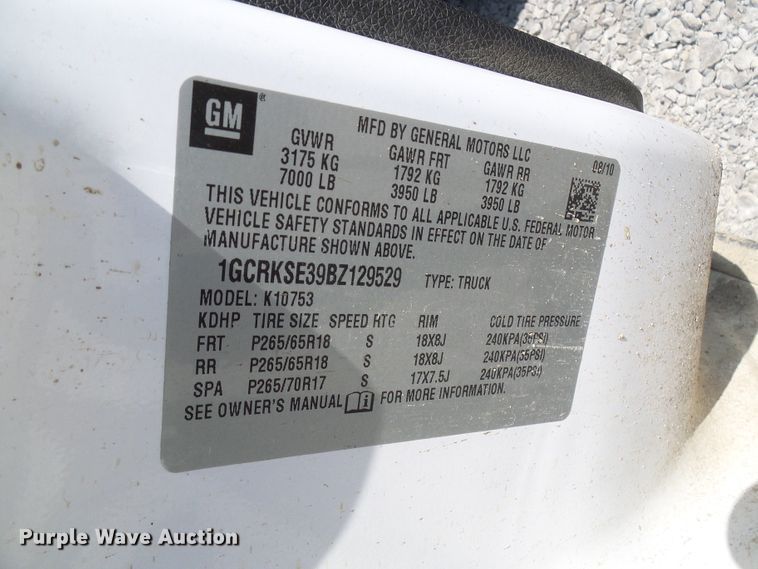 GM ®
MFD BY GENERAL MOTORS LLC
08/10
GVWR GAWR FRT GAWR RR
3175 KG 1792 KG 1792 KG
7000 LB 3950 LB 3950 LB
THIS VEHICLE CONFORMS TO ALL APPLICABLE U.S. FEDERAL MOTOR
VEHICLE SAFETY STANDARDS IN EFFECT ON THE DATE OF
MANUFACTURE SHOWN ABOVE.
1GCRKSE39BZ129529 TYPE: TRUCK
MODEL: K10753
KDHP TIRE SIZE SPEED RTG RIM COLD TIRE PRESSURE
FRT P265/65R18 S 18X8J 240KPA(35PSI)
RR P265/65R18 S 18X8J 240KPA(35PSI)
SPA P265/70R17 S 17X7.5J 240KPA(35PSI)
SEE OWNER'S MANUAL FOR MORE INFORMATION.
Purple Wave Auction